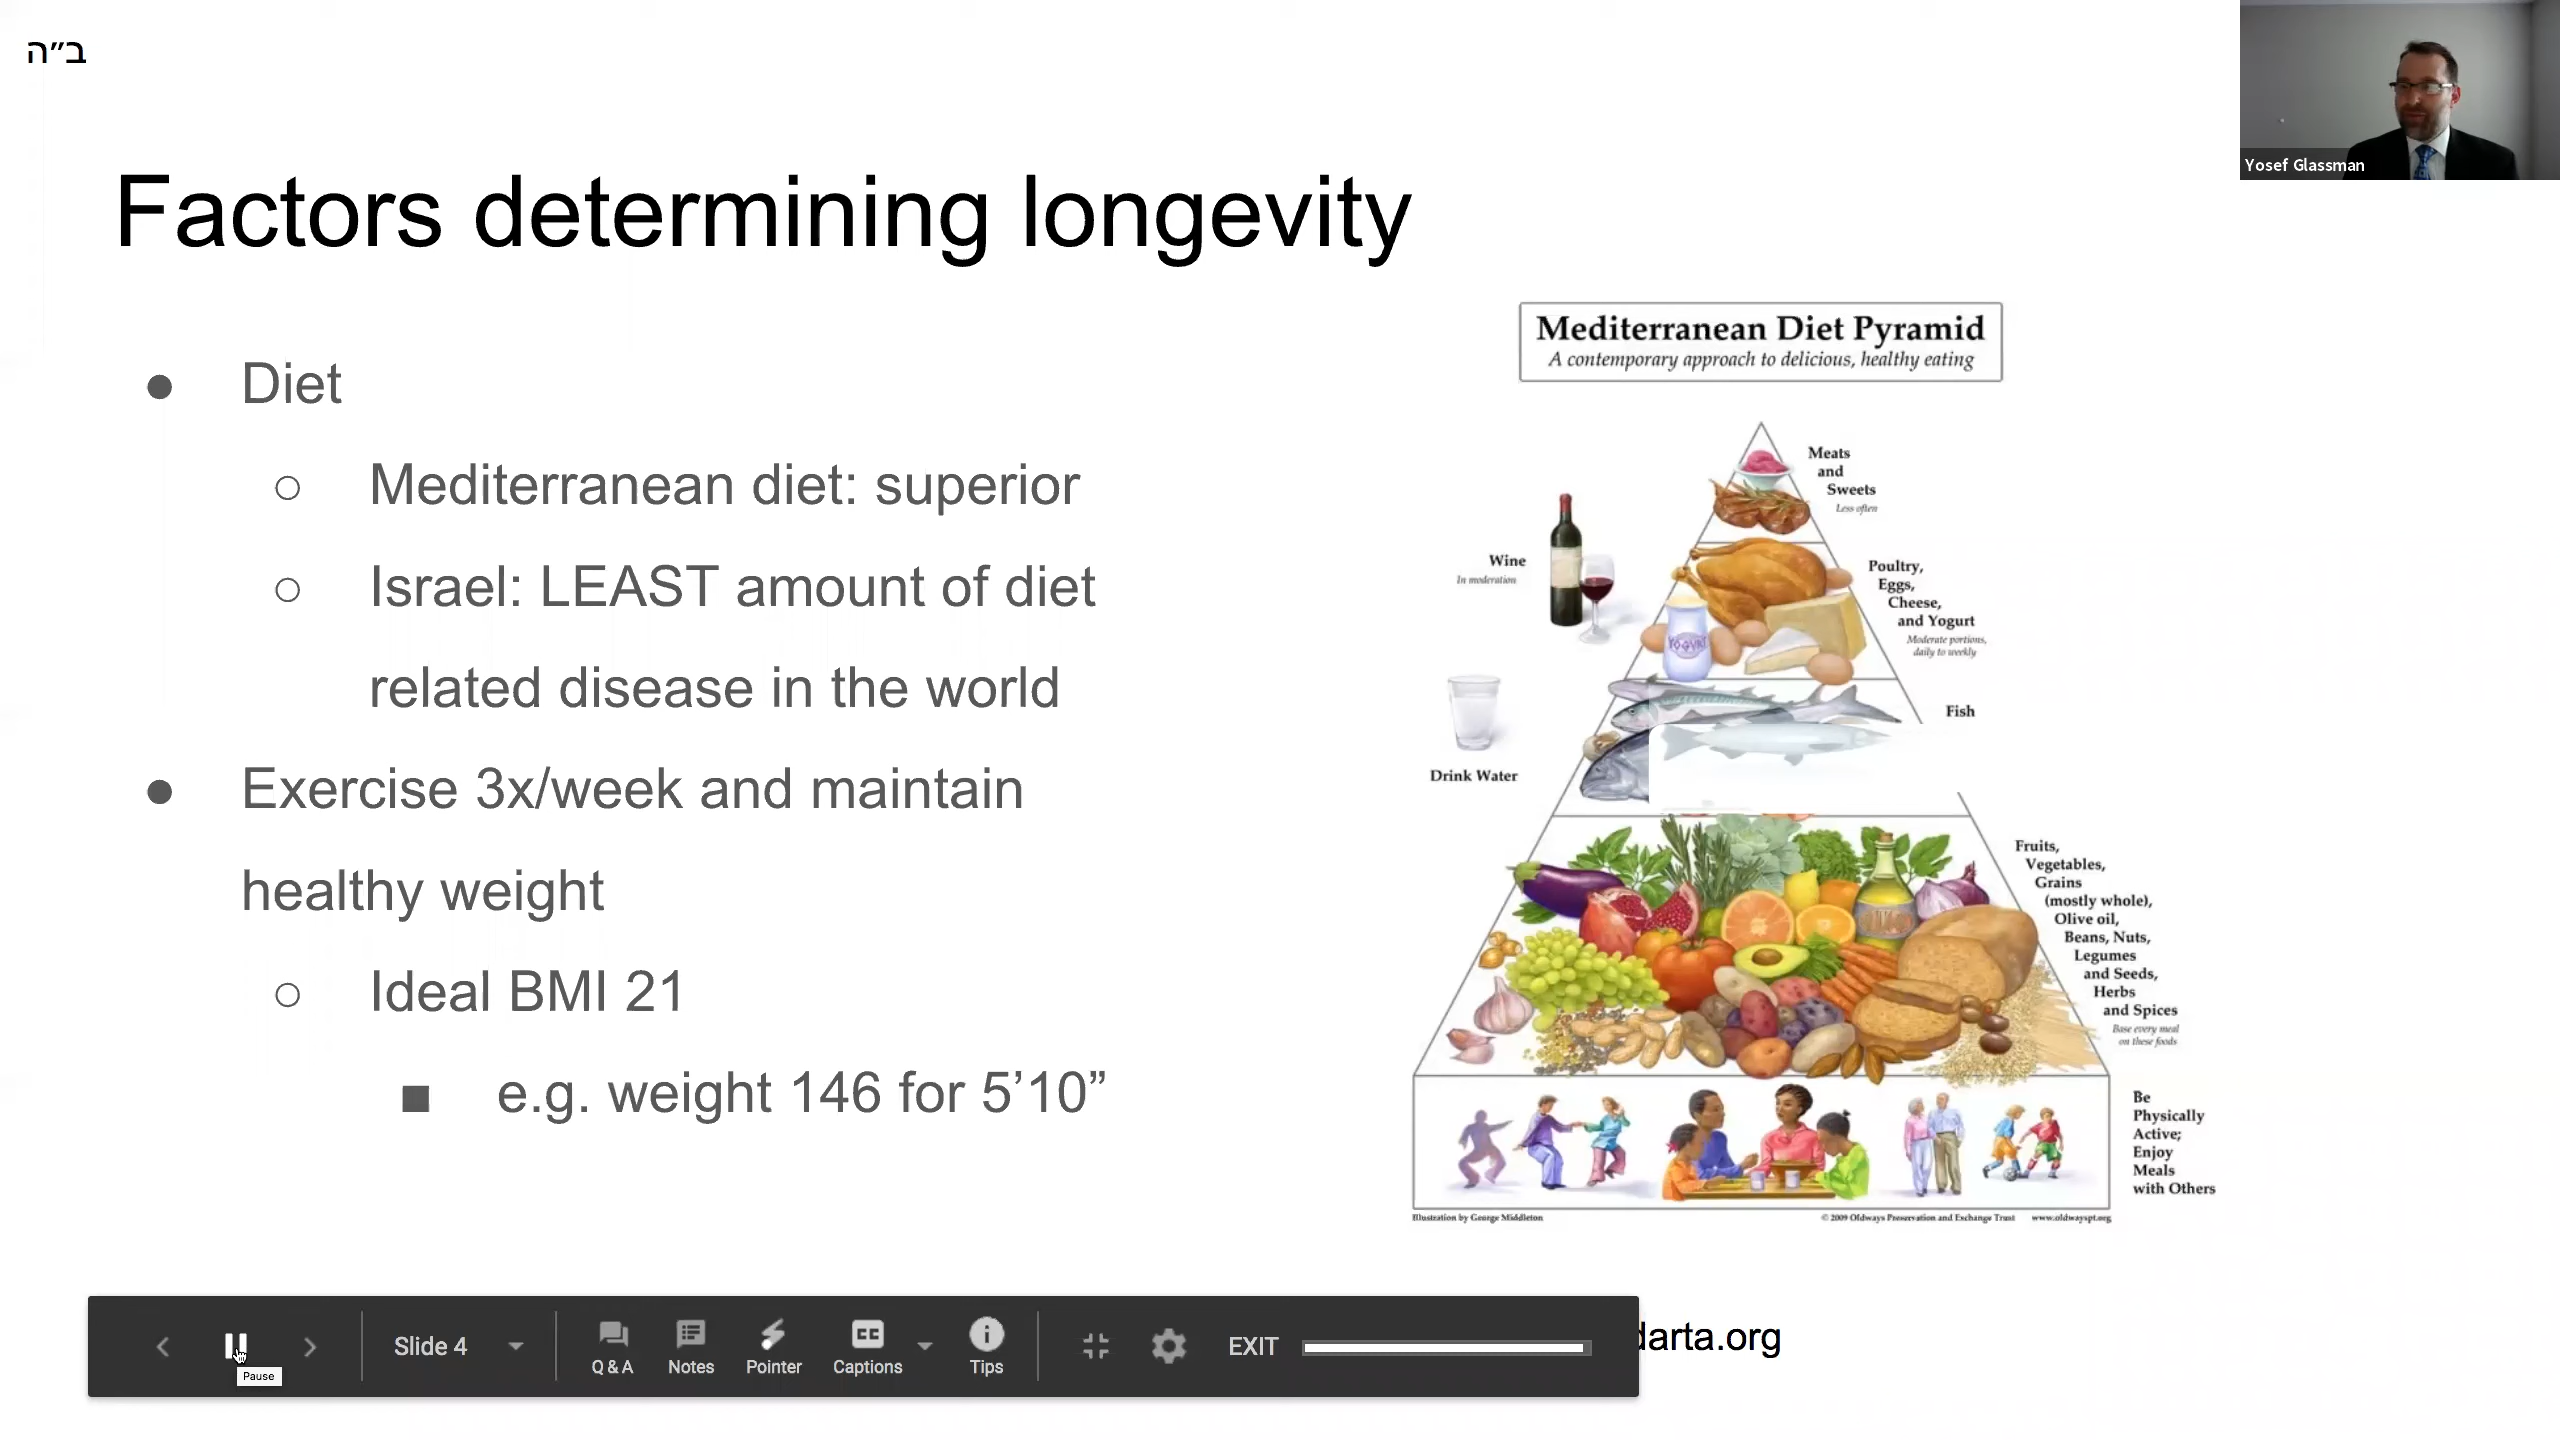 ב״ה
Yosef Glassman
Factors determining longevity
● Diet
○ Mediterranean diet: superior
○ Israel: LEAST amount of diet
related disease in the world
● Exercise 3x/week and maintain
healthy weight
○ Ideal BMI 21
■ e.g. weight 146 for 5’10”
Mediterranean Diet Pyramid
A contemporary approach to delicious, healthy eating
Meats
and
Sweets
Less often
Wine
In moderation
Poultry,
Eggs,
Cheese,
and Yogurt
Moderate portions,
daily to weekly
YOGURT
Fish
Drink Water
Fruits,
Vegetables,
Grains
(mostly whole),
Olive oil,
Beans, Nuts,
Legumes
and Seeds,
Herbs
and Spices
Base every meal
on these foods
Be
Physically
Active;
Enjoy
Meals
with Others
Illustration by George Middleton
© 2009 Oldways Preservation and Exchange Trust www.oldwayspt.org
Slide 4
Q & A
Notes
Pointer
CC
Captions
Tips
EXIT
Pause
darta.org